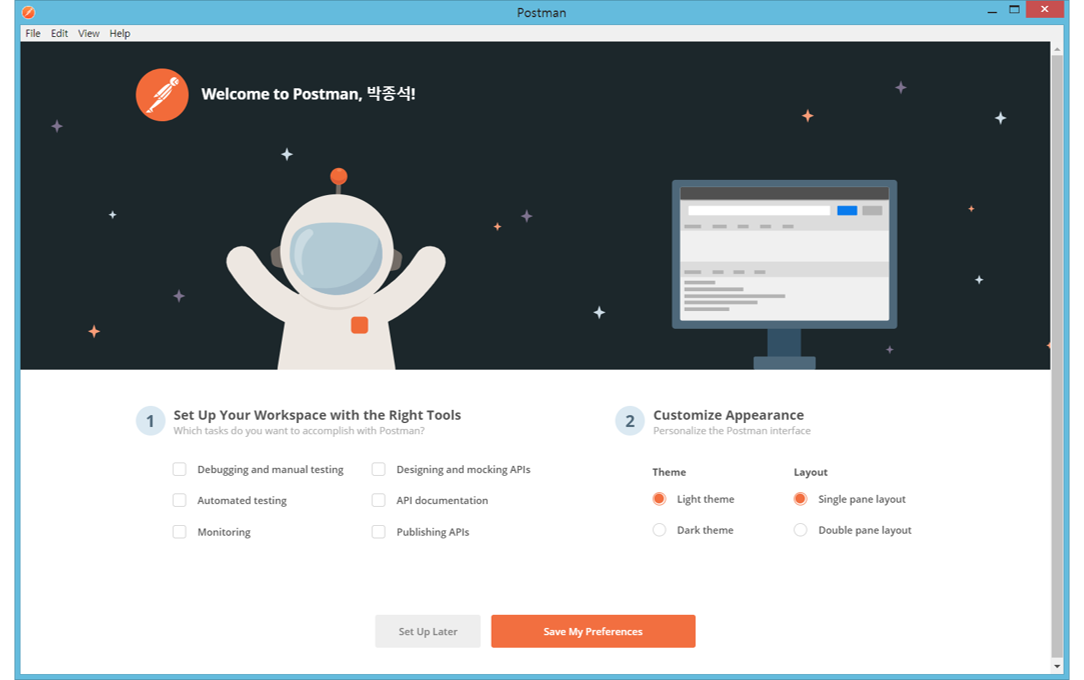 Postman
File Edit View Help
Welcome to Postman, 박종석!
1 Set Up Your Workspace with the Right Tools
Which tasks do you want to accomplish with Postman?
Debugging and manual testing
Designing and mocking APIs
Automated testing
API documentation
Monitoring
Publishing APIs
2 Customize Appearance
Personalize the Postman interface
Theme
Light theme
Dark theme
Layout
Single pane layout
Double pane layout
Set Up Later
Save My Preferences